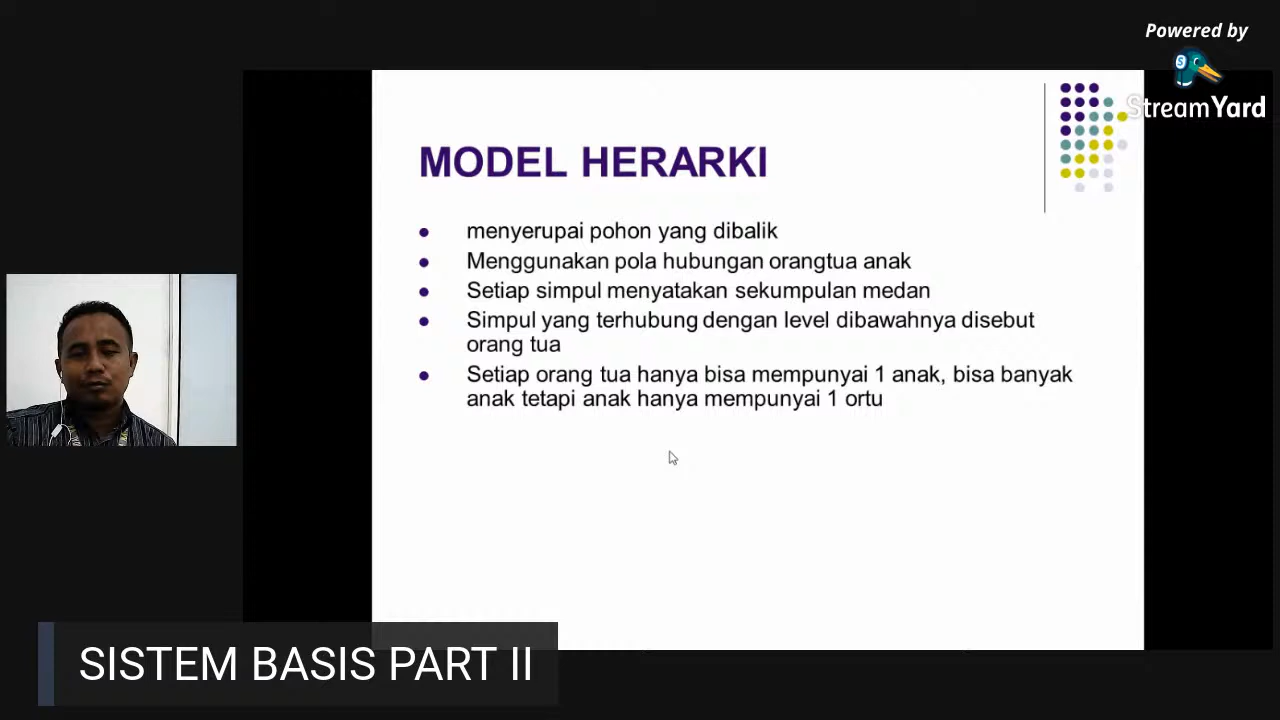 Powered by
StreamYard
MODEL HERARKI
menyerupai pohon yang dibalik
Menggunakan pola hubungan orangtua anak
Setiap simpul menyatakan sekumpulan medan
Simpul yang terhubung dengan level dibawahnya disebut
orang tua
Setiap orang tua hanya bisa mempunyai 1 anak, bisa banyak
anak tetapi anak hanya mempunyai 1 ortu
SISTEM BASIS PART II